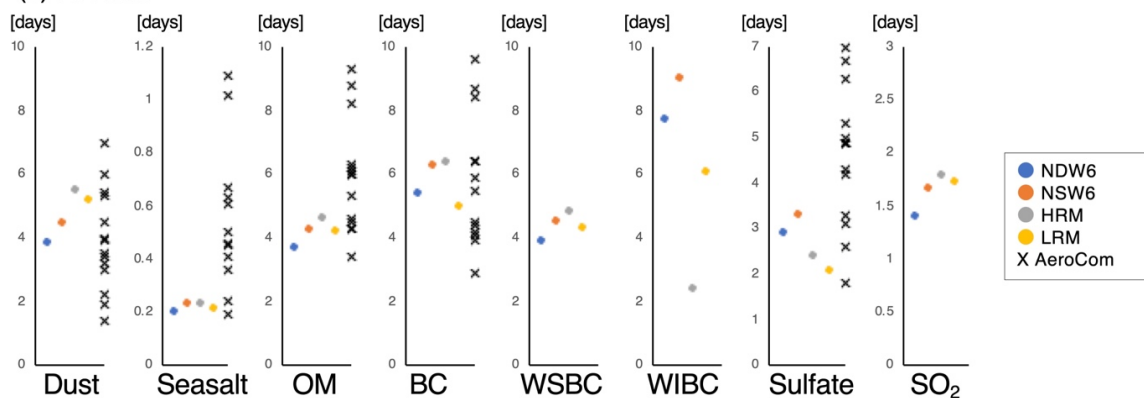 [days] [days] [days] [days] [days] [days] [days] [days]
10 1.2 10 10 10 10 7 3
8 1 8 8 8 8 6 2.5
6 0.8 6 6 6 6 5 2
4 0.6 4 4 4 4 4 1.5
2 0.4 2 2 2 2 3 1
0 0.2 0 0 0 0 2 0.5
0 1 0
0
Dust Seasalt OM BC WSBC WIBC Sulfate SO₂
NDW6
NSW6
HRM
LRM
X AeroCom